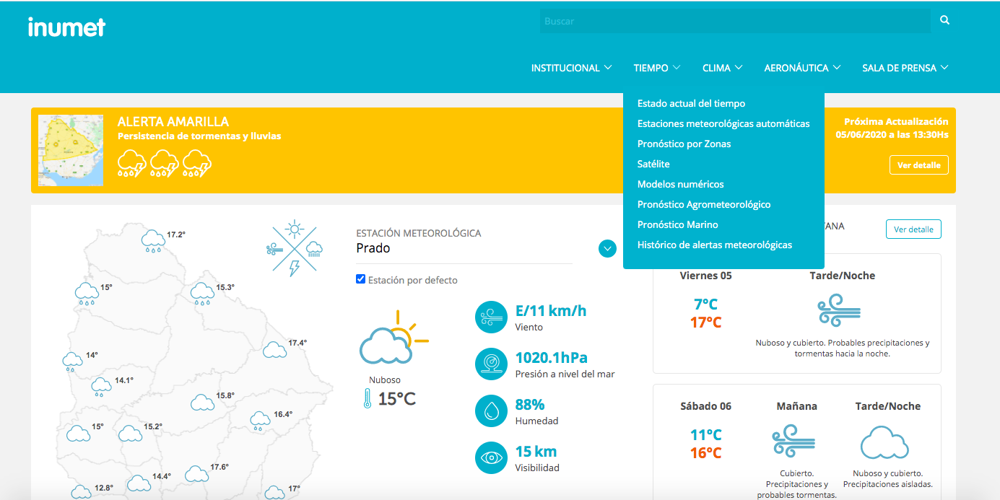 inumet
Buscar
INSTITUCIONAL
TIEMPO
CLIMA
AERONÁUTICA
SALA DE PRENSA
Estado actual del tiempo
Estaciones meteorológicas automáticas
Pronóstico por Zonas
Satélite
Modelos numéricos
Pronóstico Agrometeorológico
Pronóstico Marino
Histórico de alertas meteorológicas
ALERTA AMARILLA
Persistencia de tormentas y lluvias
Próxima Actualización
05/06/2020 a las 13:30Hs
Ver detalle
17.2°
15°
15.3°
17.4°
14°
14.1°
15.8°
16.4°
15°
15.2°
17.6°
14.4°
12.8°
17°
ESTACIÓN METEOROLÓGICA
Prado
Estación por defecto
Nuboso
15°C
E/11 km/h
Viento
1020.1hPa
Presión a nivel del mar
88%
Humedad
15 km
Visibilidad
TANA
Ver detalle
Viernes 05
Tarde/Noche
7°C
17°C
Nuboso y cubierto. Probables precipitaciones y
tormentas hacia la noche.
Sábado 06
Mañana
Tarde/Noche
11°C
16°C
Cubierto.
Precipitaciones y
probables tormentas.
Nuboso y cubierto.
Precipitaciones aisladas.